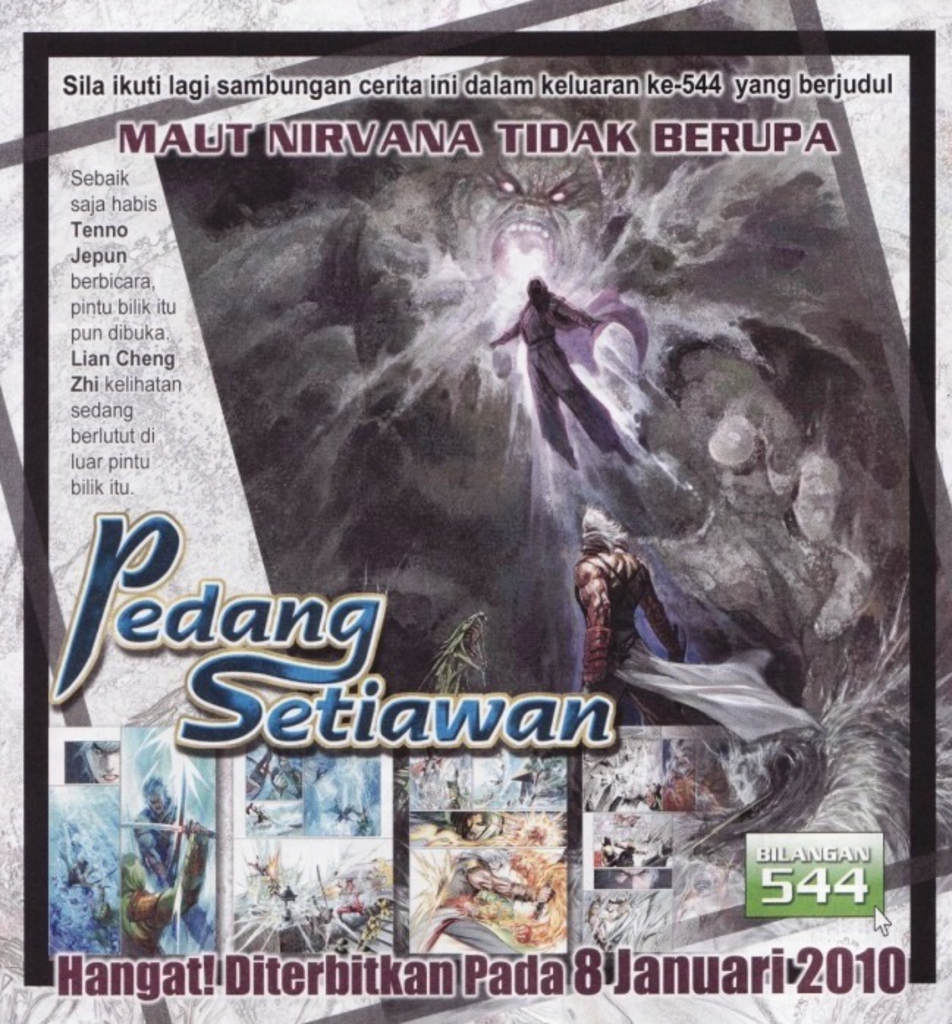 Sila ikuti lagi sambungan cerita ini dalam keluaran ke-544 yang berjudul
MAUT NIRVANA TIDAK BERUPA
Sebaik
saja habis
Tenno
Jepun
berbicara,
pintu bilik itu
pun dibuka.
Lian Cheng
Zhi kelihatan
sedang
berlutut di
luar pintu
bilik itu.
Pedang
Setiawan
BILANGAN
544
Hangat! Diterbitkan Pada 8 Januari 2010